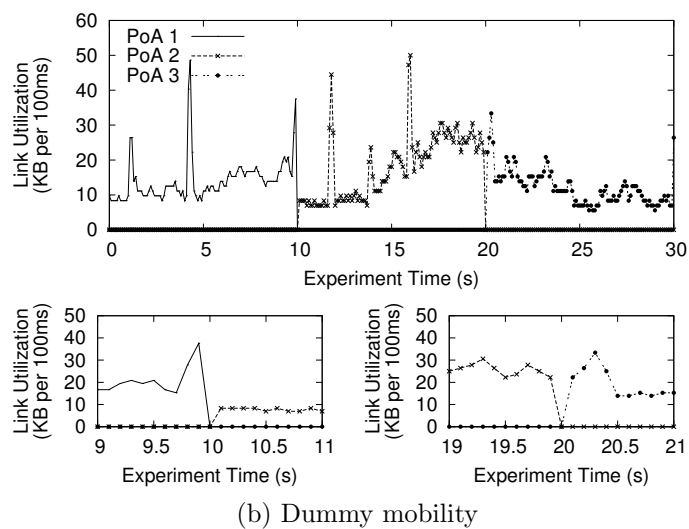 60
50
40
30
20
10
0
Link Utilization
(KB per 100ms)
PoA 1
PoA 2
PoA 3
0 5 10 15 20 25 30
Experiment Time (s)
50
40
30
20
10
0
Link Utilization
(KB per 100ms)
9 9.5 10 10.5 11
Experiment Time (s)
50
40
30
20
10
0
Link Utilization
(KB per 100ms)
19 19.5 20 20.5 21
Experiment Time (s)
(b) Dummy mobility